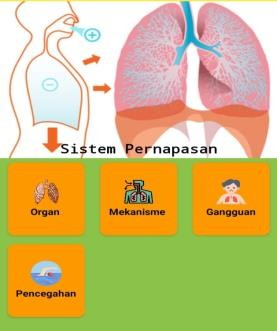 Sistem Pernapasan
Organ
Mekanisme
Gangguan
Pencegahan